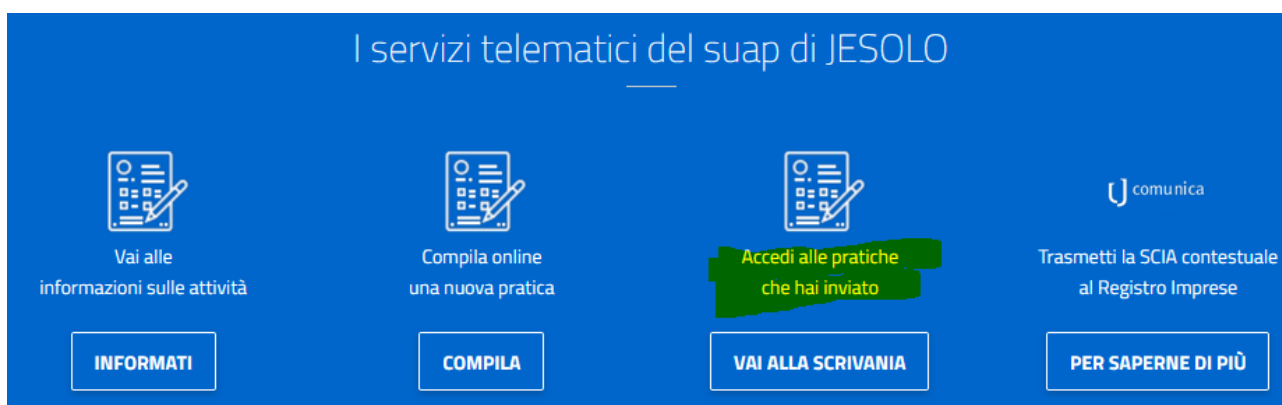 I servizi telematici del suap di JESOLO
Vai alle
informazioni sulle attività
INFORMATI
Compila online
una nuova pratica
COMPILA
Accedi alle pratiche
che hai inviato
VAI ALLA SCRIVANIA
comunica
Trasmetti la SCIA contestuale
al Registro Imprese
PER SAPERNE DI PIÙ